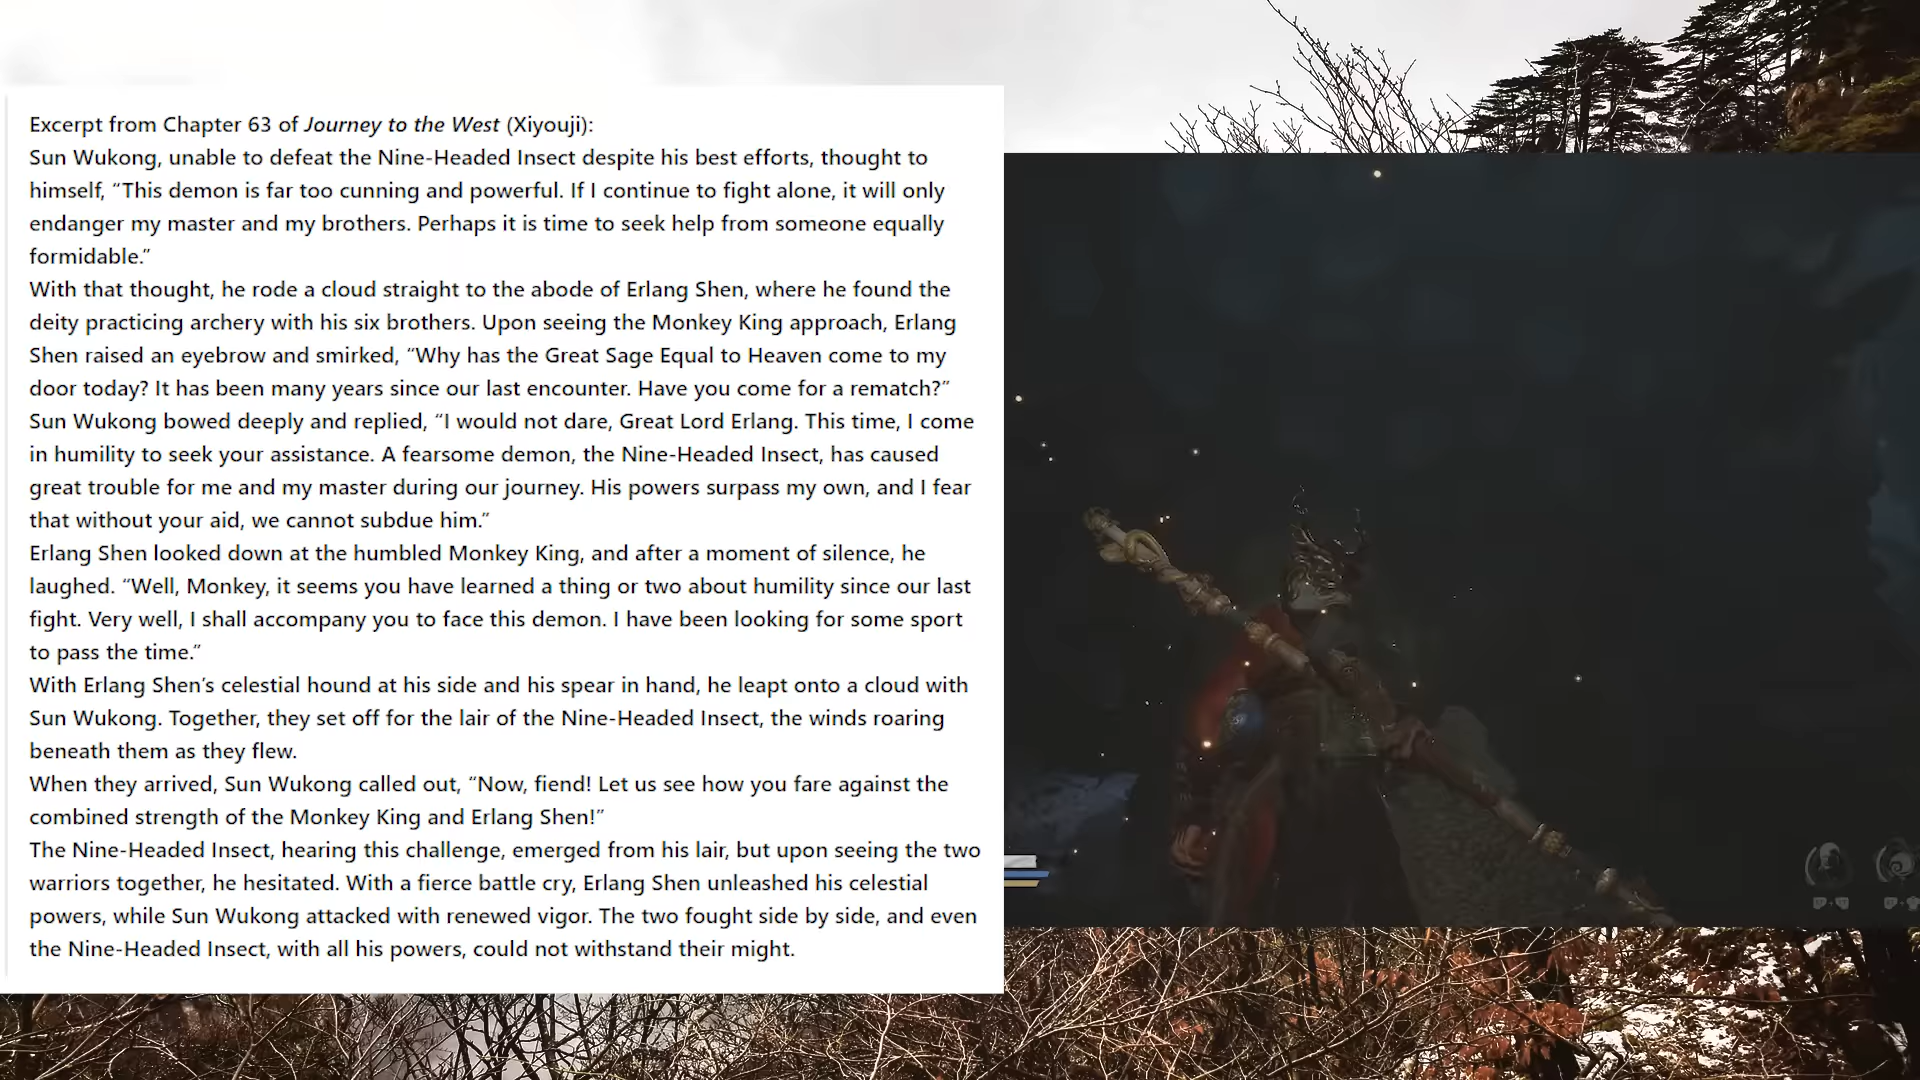 Excerpt from Chapter 63 of Journey to the West (Xiyouji):
Sun Wukong, unable to defeat the Nine-Headed Insect despite his best efforts, thought to
himself, “This demon is far too cunning and powerful. If I continue to fight alone, it will only
endanger my master and my brothers. Perhaps it is time to seek help from someone equally
formidable.”
With that thought, he rode a cloud straight to the abode of Erlang Shen, where he found the
deity practicing archery with his six brothers. Upon seeing the Monkey King approach, Erlang
Shen raised an eyebrow and smirked, “Why has the Great Sage Equal to Heaven come to my
door today? It has been many years since our last encounter. Have you come for a rematch?”
Sun Wukong bowed deeply and replied, “I would not dare, Great Lord Erlang. This time, I come
in humility to seek your assistance. A fearsome demon, the Nine-Headed Insect, has caused
great trouble for me and my master during our journey. His powers surpass my own, and I fear
that without your aid, we cannot subdue him.”
Erlang Shen looked down at the humbled Monkey King, and after a moment of silence, he
laughed. “Well, Monkey, it seems you have learned a thing or two about humility since our last
fight. Very well, I shall accompany you to face this demon. I have been looking for some sport
to pass the time.”
With Erlang Shen’s celestial hound at his side and his spear in hand, he leapt onto a cloud with
Sun Wukong. Together, they set off for the lair of the Nine-Headed Insect, the winds roaring
beneath them as they flew.
When they arrived, Sun Wukong called out, “Now, fiend! Let us see how you fare against the
combined strength of the Monkey King and Erlang Shen!”
The Nine-Headed Insect, hearing this challenge, emerged from his lair, but upon seeing the two
warriors together, he hesitated. With a fierce battle cry, Erlang Shen unleashed his celestial
powers, while Sun Wukong attacked with renewed vigor. The two fought side by side, and even
the Nine-Headed Insect, with all his powers, could not withstand their might.